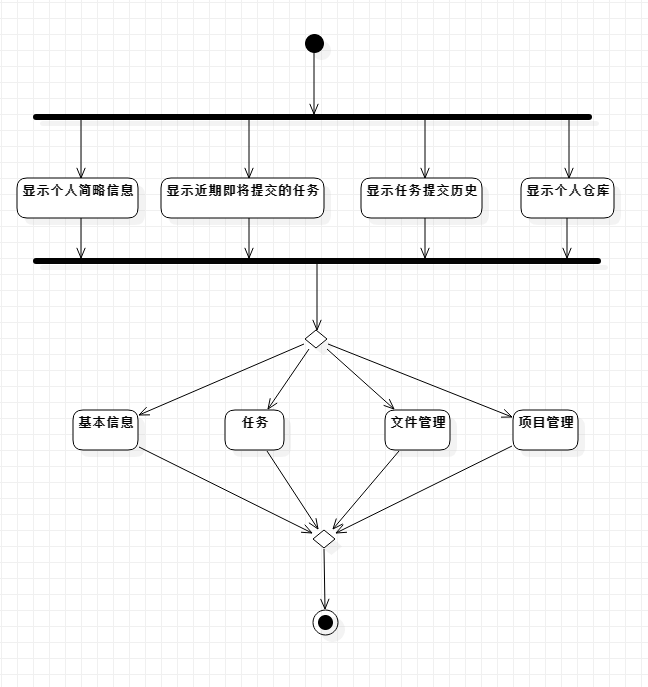 显示个人简略信息
显示近期即将提交的任务
显示任务提交历史
显示个人仓库
基本信息
任务
文件管理
项目管理